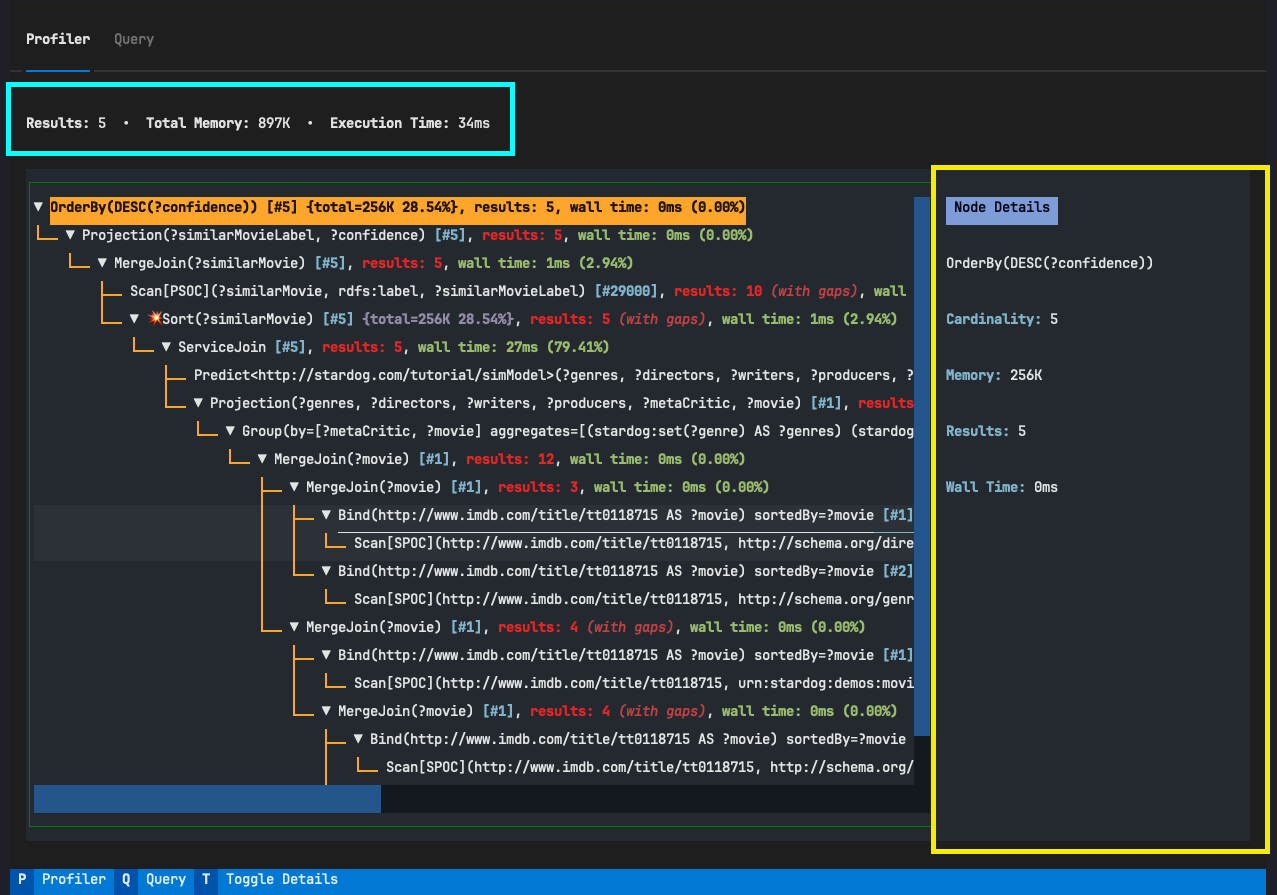 Profiler Query
Results: 5 • Total Memory: 897K • Execution Time: 34ms
▼ OrderBy(DESC(?confidence)) [#5] {total=256K 28.54%}, results: 5, wall time: 0ms (0.00%)
▼ Projection(?similarMovieLabel, ?confidence) [#5], results: 5, wall time: 0ms (0.00%)
▼ MergeJoin(?similarMovie) [#5], results: 5, wall time: 1ms (2.94%)
Scan[PSOC](?similarMovie, rdfs:label, ?similarMovieLabel) [#29000], results: 10 (with gaps), wall
▼ 💥Sort(?similarMovie) [#5] {total=256K 28.54%}, results: 5 (with gaps), wall time: 1ms (2.94%)
▼ ServiceJoin [#5], results: 5, wall time: 27ms (79.41%)
Predict<http://stardog.com/tutorial/simModel>(?genres, ?directors, ?writers, ?producers, ?
▼ Projection(?genres, ?directors, ?writers, ?producers, ?metaCritic, ?movie) [#1], results
▼ Group(by=[?metaCritic, ?movie] aggregates=[(stardog:set(?genre) AS ?genres) (stardog
▼ MergeJoin(?movie) [#1], results: 12, wall time: 0ms (0.00%)
▼ MergeJoin(?movie) [#1], results: 3, wall time: 0ms (0.00%)
▼ Bind(http://www.imdb.com/title/tt0118715 AS ?movie) sortedBy=?movie [#1]
Scan[SPOC](http://www.imdb.com/title/tt0118715, http://schema.org/dire
▼ Bind(http://www.imdb.com/title/tt0118715 AS ?movie) sortedBy=?movie [#2]
Scan[SPOC](http://www.imdb.com/title/tt0118715, http://schema.org/genr
▼ MergeJoin(?movie) [#1], results: 4 (with gaps), wall time: 0ms (0.00%)
▼ Bind(http://www.imdb.com/title/tt0118715 AS ?movie) sortedBy=?movie [#1]
Scan[SPOC](http://www.imdb.com/title/tt0118715, urn:stardog:demos:movi
▼ MergeJoin(?movie) [#1], results: 4 (with gaps), wall time: 0ms (0.00%)
▼ Bind(http://www.imdb.com/title/tt0118715 AS ?movie) sortedBy=?movie
Scan[SPOC](http://www.imdb.com/title/tt0118715, http://schema.org/
Node Details
OrderBy(DESC(?confidence))
Cardinality: 5
Memory: 256K
Results: 5
Wall Time: 0ms
P Profiler Q Query T Toggle Details